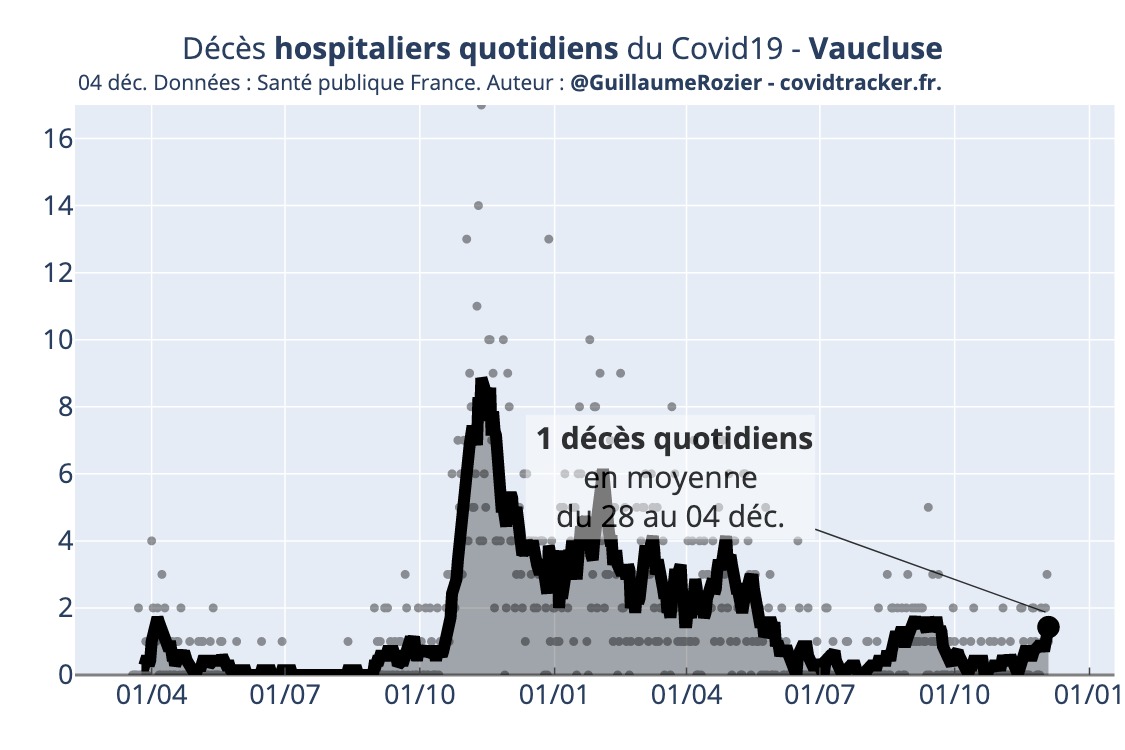 Décès hospitaliers quotidiens du Covid19 - Vaucluse
04 déc. Données : Santé publique France. Auteur : @GuillaumeRozier - covidtracker.fr.
16
14
12
10
8
6
4
2
0
1 décès quotidiens
en moyenne
du 28 au 04 déc.
01/04 01/07 01/10 01/01 01/04 01/07 01/10 01/01